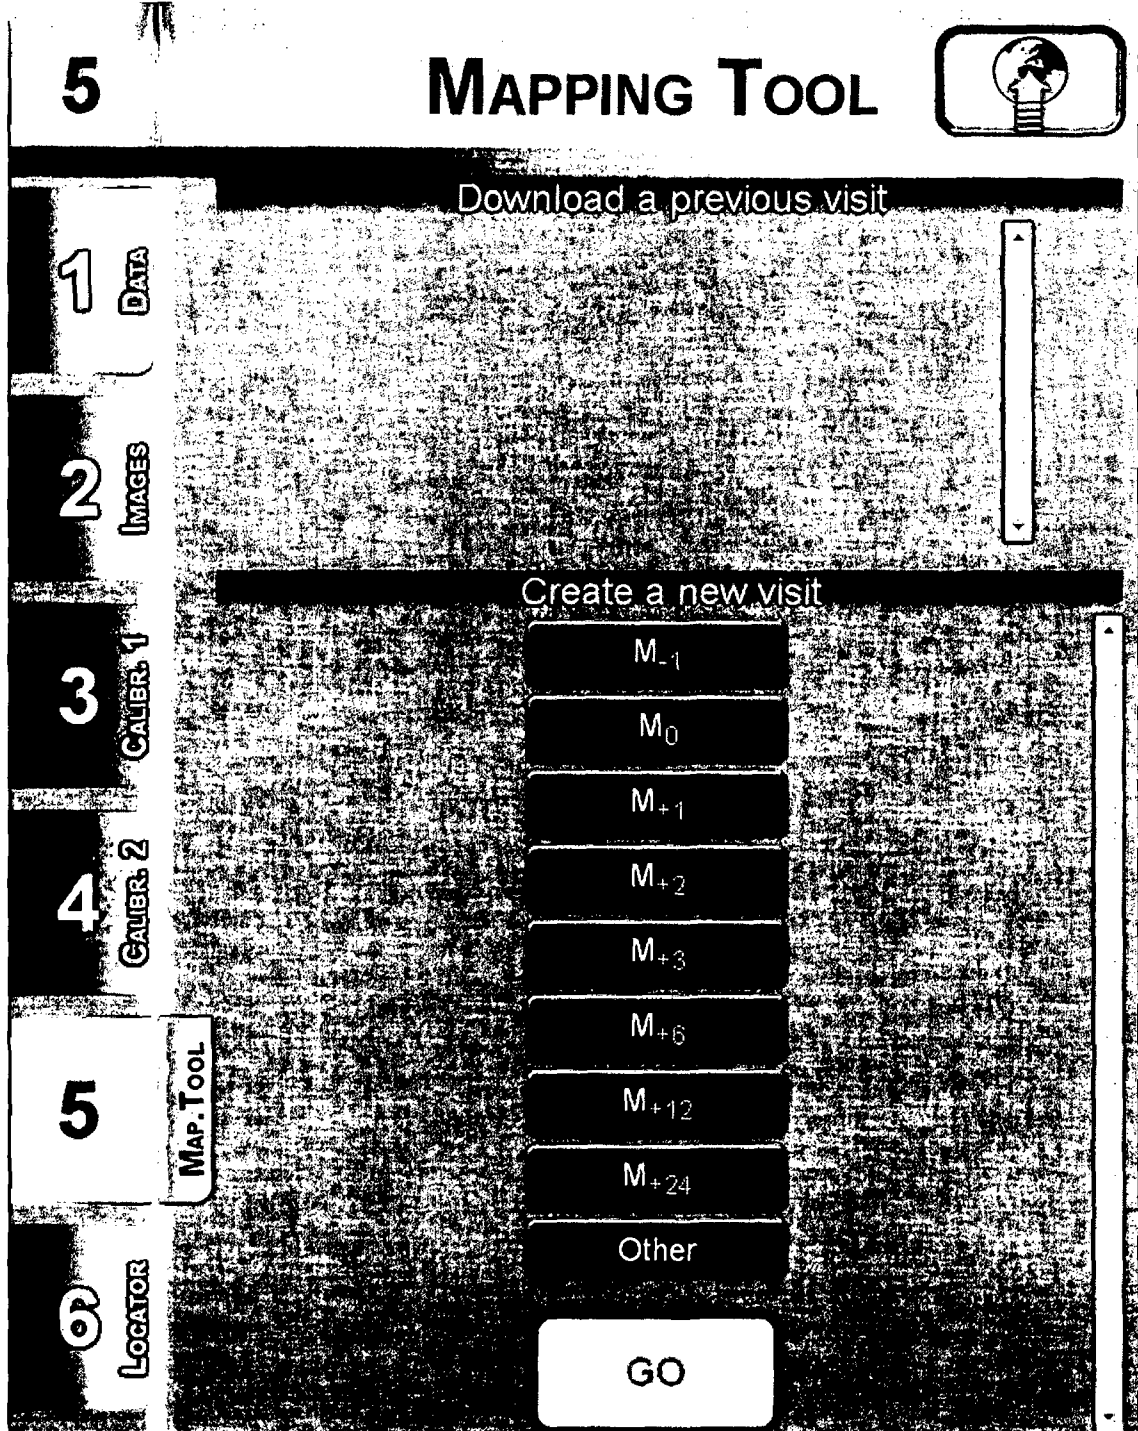 5 MAPPING TOOL
Download a previous visit
1 DATA
2 IMAGES
3 CALIBR. 1
4 CALIBR. 2
5 MAP.TOOL
6 LOCATOR
Create a new visit
M-1
M0
M+1
M+2
M+3
M+6
M+12
M+24
Other
GO